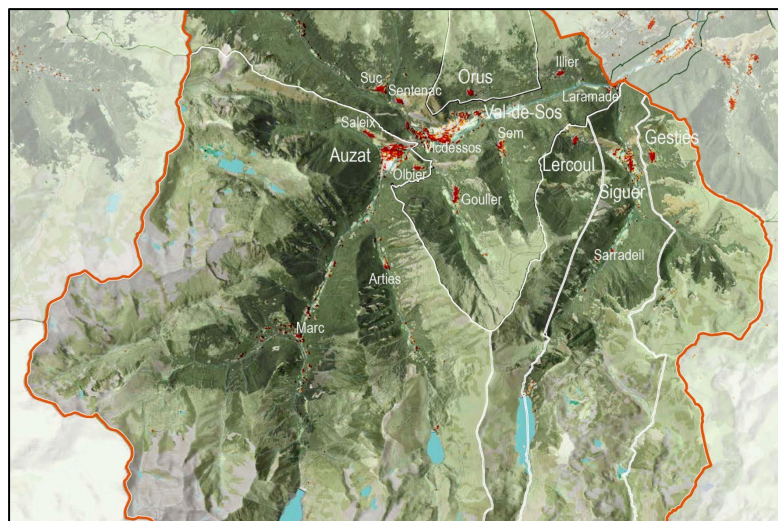 Illier
Suc
Orus
Sentenac
Laramade
Val-de-Sos
Saleix
Vicdessos
Sem
Gesties
Auzat
Lercoul
Olbier
Siguer
Goulier
Sarradeil
Artiès
Marc